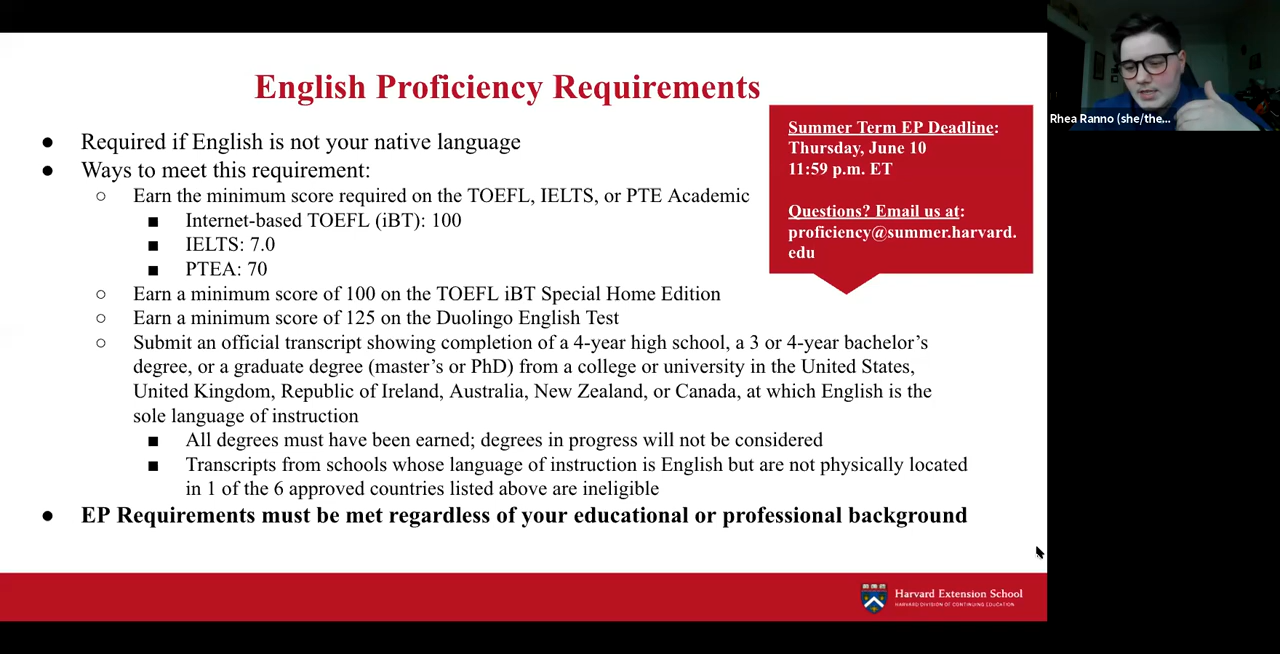 English Proficiency Requirements
● Required if English is not your native language
● Ways to meet this requirement:
○ Earn the minimum score required on the TOEFL, IELTS, or PTE Academic
■ Internet-based TOEFL (iBT): 100
■ IELTS: 7.0
■ PTEA: 70
○ Earn a minimum score of 100 on the TOEFL iBT Special Home Edition
○ Earn a minimum score of 125 on the Duolingo English Test
○ Submit an official transcript showing completion of a 4-year high school, a 3 or 4-year bachelor’s
degree, or a graduate degree (master’s or PhD) from a college or university in the United States,
United Kingdom, Republic of Ireland, Australia, New Zealand, or Canada, at which English is the
sole language of instruction
■ All degrees must have been earned; degrees in progress will not be considered
■ Transcripts from schools whose language of instruction is English but are not physically located
in 1 of the 6 approved countries listed above are ineligible
● EP Requirements must be met regardless of your educational or professional background
Summer Term EP Deadline:
Thursday, June 10
11:59 p.m. ET
Questions? Email us at:
proficiency@summer.harvard.
edu
Rhea Ranno (she/the...
Harvard Extension School
HARVARD DIVISION OF CONTINUING EDUCATION